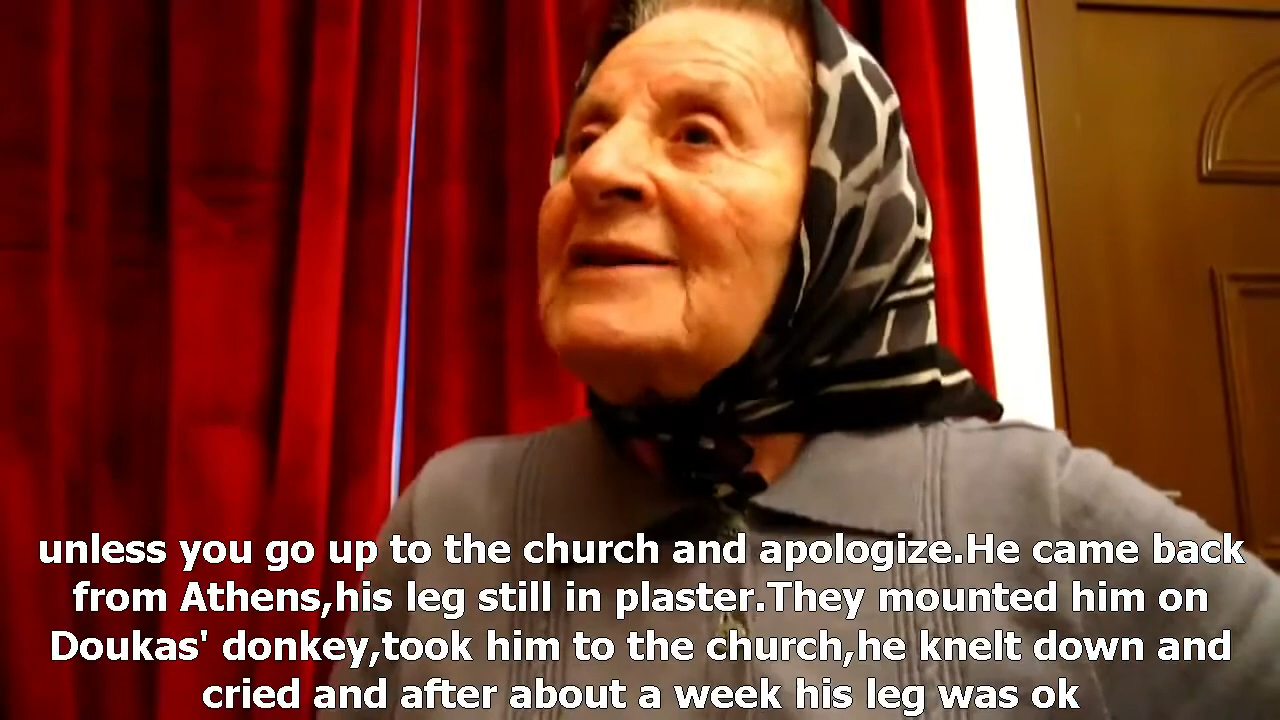 unless you go up to the church and apologize.He came back
from Athens,his leg still in plaster.They mounted him on
Doukas' donkey,took him to the church,he knelt down and
cried and after about a week his leg was ok